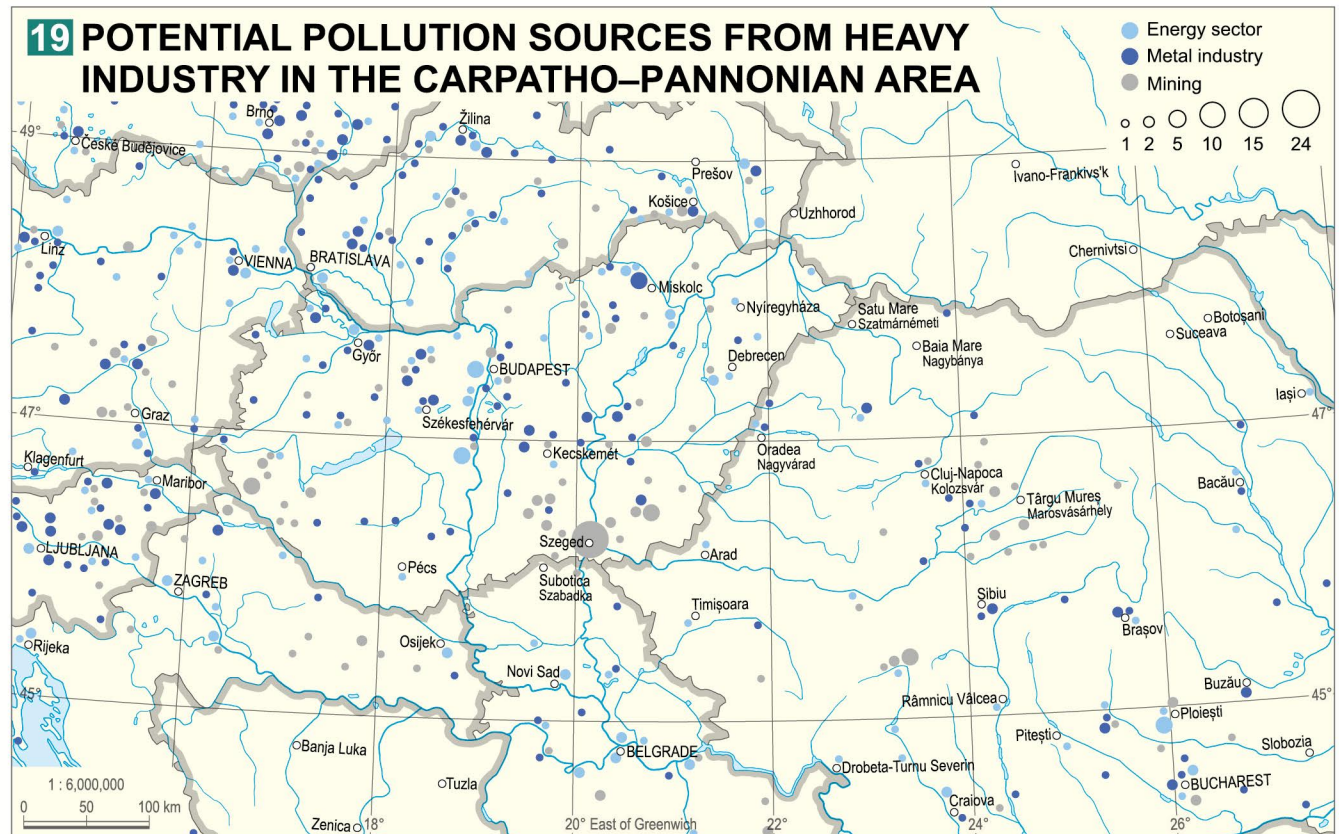 19 POTENTIAL POLLUTION SOURCES FROM HEAVY
INDUSTRY IN THE CARPATHO–PANNONIAN AREA
Energy sector
Metal industry
Mining
1 2 5 10 15 24
Brno
Žilina
49°
České Budějovice
Prešov
Ivano-Frankivs'k
Košice
Uzhhorod
Linz
VIENNA
BRATISLAVA
Chernivtsi
Miskolc
Nyíregyháza
Satu Mare
Szatmárnémeti
Botoșani
Suceava
Győr
Baia Mare
Nagybánya
Debrecen
BUDAPEST
Iași
47°
Graz
Székesfehérvár
47°
Klagenfurt
Kecskemét
Oradea
Nagyvárad
Maribor
Cluj-Napoca
Kolozsvár
Bacău
Târgu Mureș
Marosvásárhely
LJUBLJANA
Szeged
Arad
Pécs
ZAGREB
Subotica
Szabadka
Timișoara
Sibiu
Brașov
Rijeka
Osijek
Novi Sad
45°
Buzău
45°
Râmnicu Vâlcea
Ploiești
Pitești
Slobozia
Banja Luka
BELGRADE
Drobeta-Turnu Severin
Tuzla
BUCHAREST
1 : 6,000,000
0 50 100 km
Craiova
Zenica
18°
20° East of Greenwich
22°
24°
26°